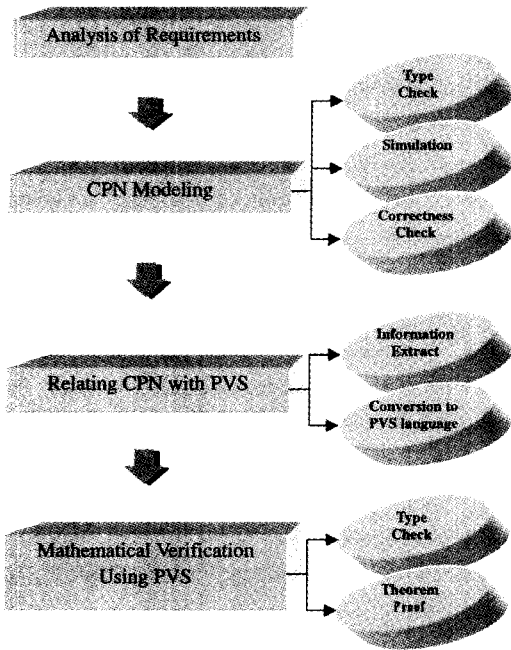 Analysis of Requirements
Type
Check
CPN Modeling
Simulation
Correctness
Check
Information
Extract
Relating CPN with PVS
Conversion to
PVS language
Mathematical Verification
Using PVS
Type
Check
Theorem
Proof